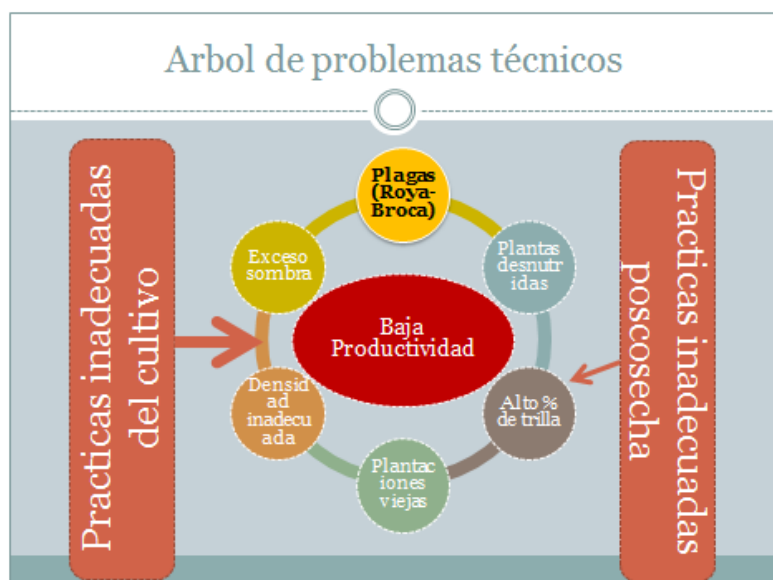 Arbol de problemas técnicos
Practicas inadecuadas
del cultivo
Plagas
(Roya-
Broca)
Exceso
sombra
Plantas
desnutr
idas
Baja
Productividad
Densid
ad
inadecu
ada
Alto %
de trilla
Plantac
iones
viejas
Practicas inadecuadas
poscosecha